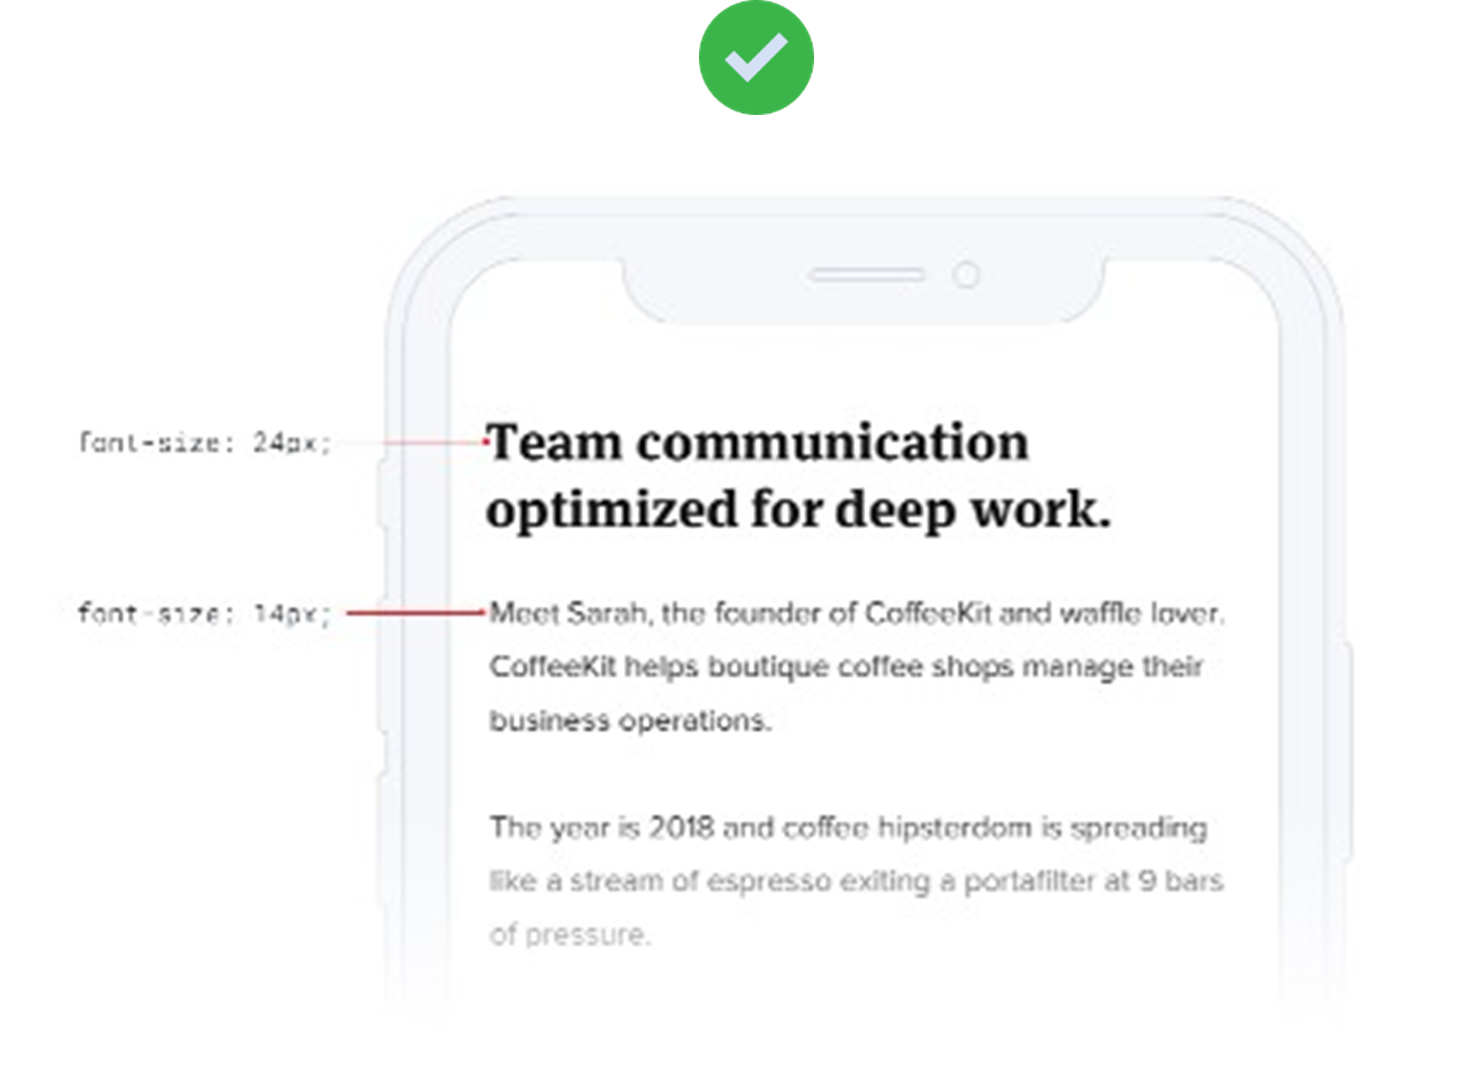 font-size: 24px;
Team communication
optimized for deep work.
font-size: 14px;
Meet Sarah, the founder of CoffeeKit and waffle lover.
CoffeeKit helps boutique coffee shops manage their
business operations.
The year is 2018 and coffee hipsterdom is spreading
like a stream of espresso exiting a portafilter at 9 bars
of pressure.